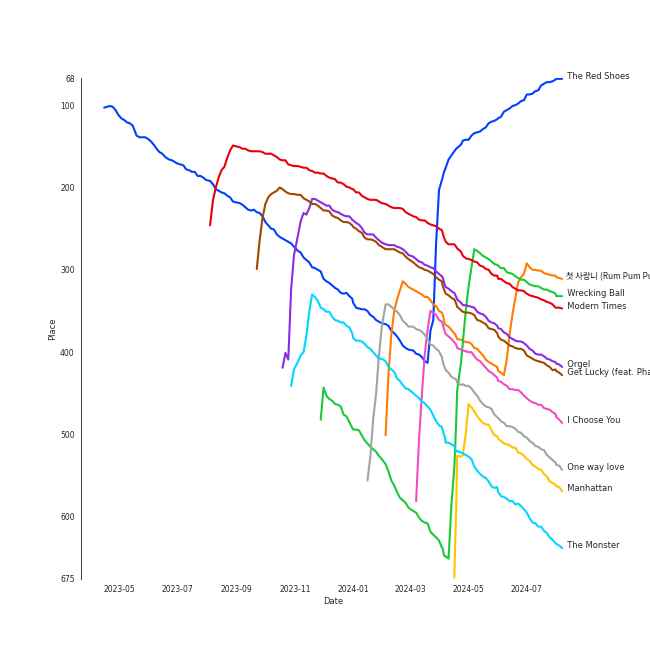 68
100
200
300
400
500
600
675
Place
2023-05
2023-07
2023-09
2023-11
2024-01
2024-03
2024-05
2024-07
Date
The Red Shoes
첫 사랑니 (Rum Pum Pu
Wrecking Ball
Modern Times
Orgel
Get Lucky (feat. Pha
I Choose You
One way love
Manhattan
The Monster